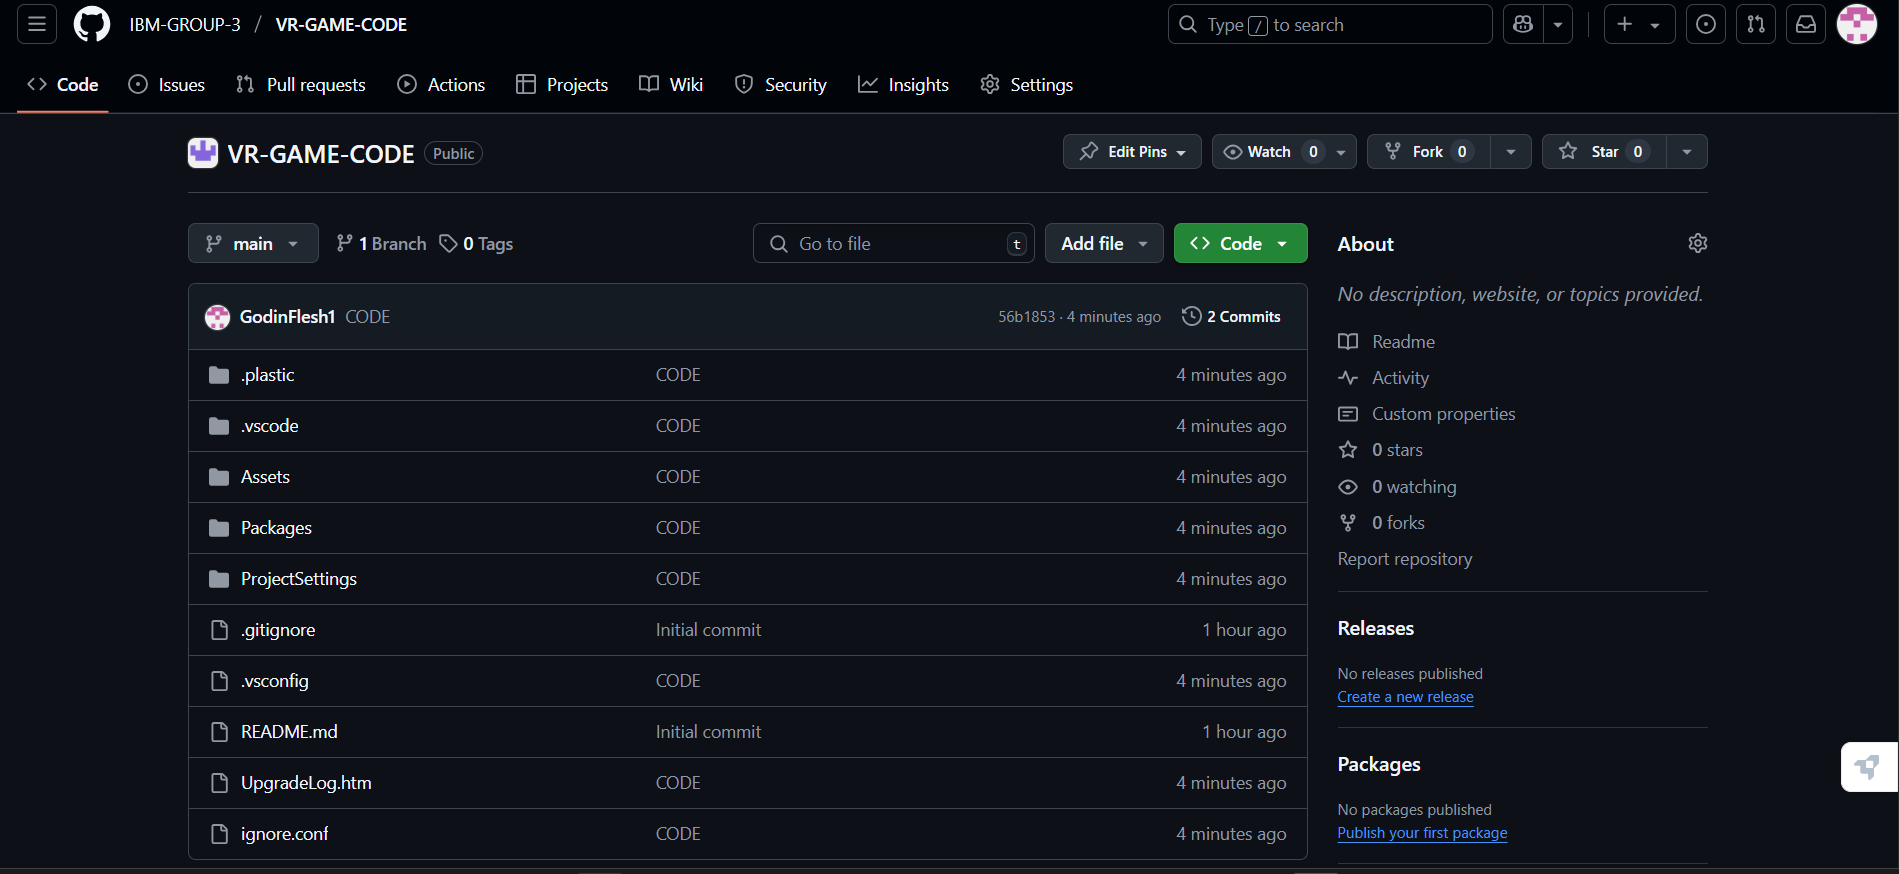 IBM-GROUP-3 / VR-GAME-CODE
Type / to search
Code
Issues
Pull requests
Actions
Projects
Wiki
Security
Insights
Settings
VR-GAME-CODE Public
Edit Pins
Watch 0
Fork 0
Star 0
main
1 Branch
0 Tags
Go to file t
Add file
Code
GodinFlesh1 CODE 56b1853 · 4 minutes ago 2 Commits
.plastic CODE 4 minutes ago
.vscode CODE 4 minutes ago
Assets CODE 4 minutes ago
Packages CODE 4 minutes ago
ProjectSettings CODE 4 minutes ago
.gitignore Initial commit 1 hour ago
.vsconfig CODE 4 minutes ago
README.md Initial commit 1 hour ago
UpgradeLog.htm CODE 4 minutes ago
ignore.conf CODE 4 minutes ago
About
No description, website, or topics provided.
Readme
Activity
Custom properties
0 stars
0 watching
0 forks
Report repository
Releases
No releases published
Create a new release
Packages
No packages published
Publish your first package